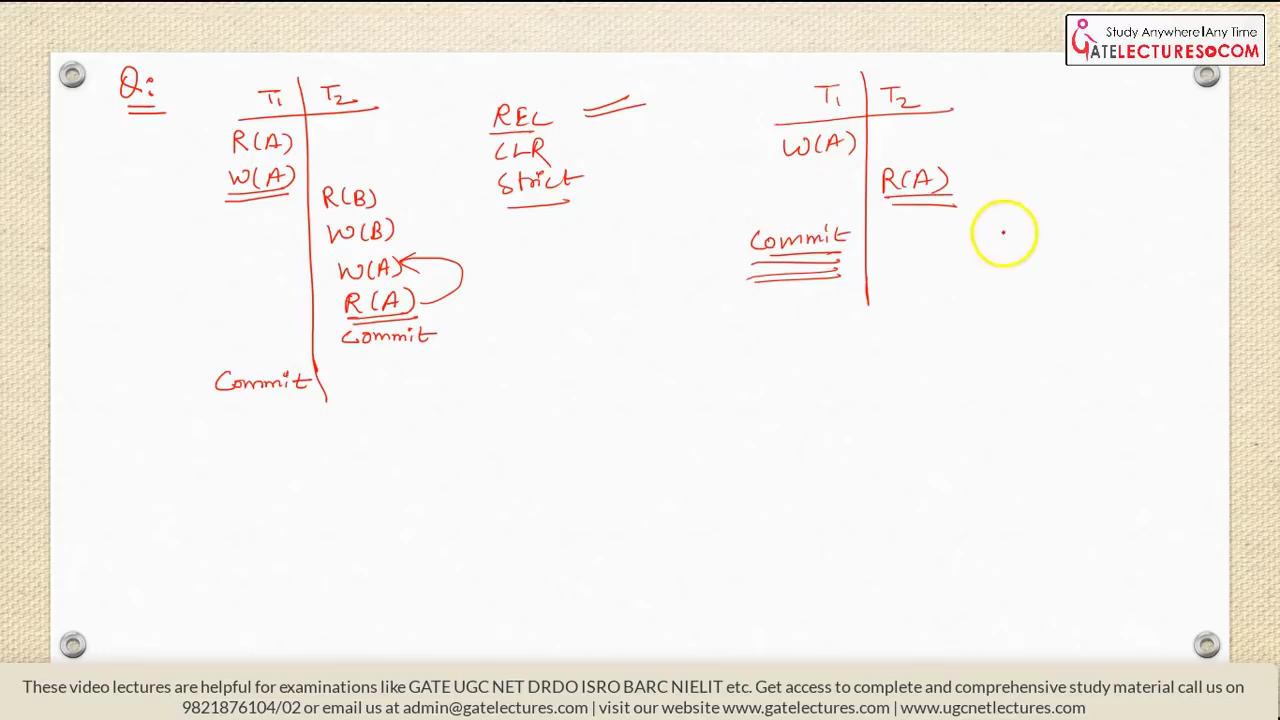 Study Anywhere | Any Time
GATELECTURES.COM
Q:
T1 T2
R(A)
W(A)
R(B)
W(B)
W(A)
R(A)
Commit
Commit
REC
CLR
Strict
T1 T2
W(A)
R(A)
Commit
These video lectures are helpful for examinations like GATE UGC NET DRDO ISRO BARC NIELIT etc. Get access to complete and comprehensive study material call us on
9821876104/02 or email us at admin@gatelectures.com | visit our website www.gatelectures.com | www.ugcnetlectures.com